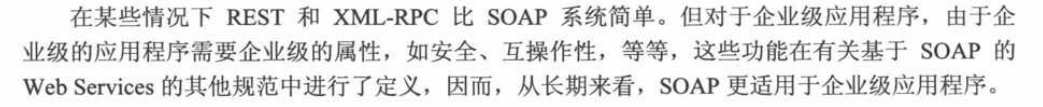 在某些情况下 REST 和 XML-RPC 比 SOAP 系统简单。但对于企业级应用程序，由于企
业级的应用程序需要企业级的属性，如安全、互操作性，等等，这些功能在有关基于 SOAP 的
Web Services 的其他规范中进行了定义，因而，从长期来看，SOAP 更适用于企业级应用程序。